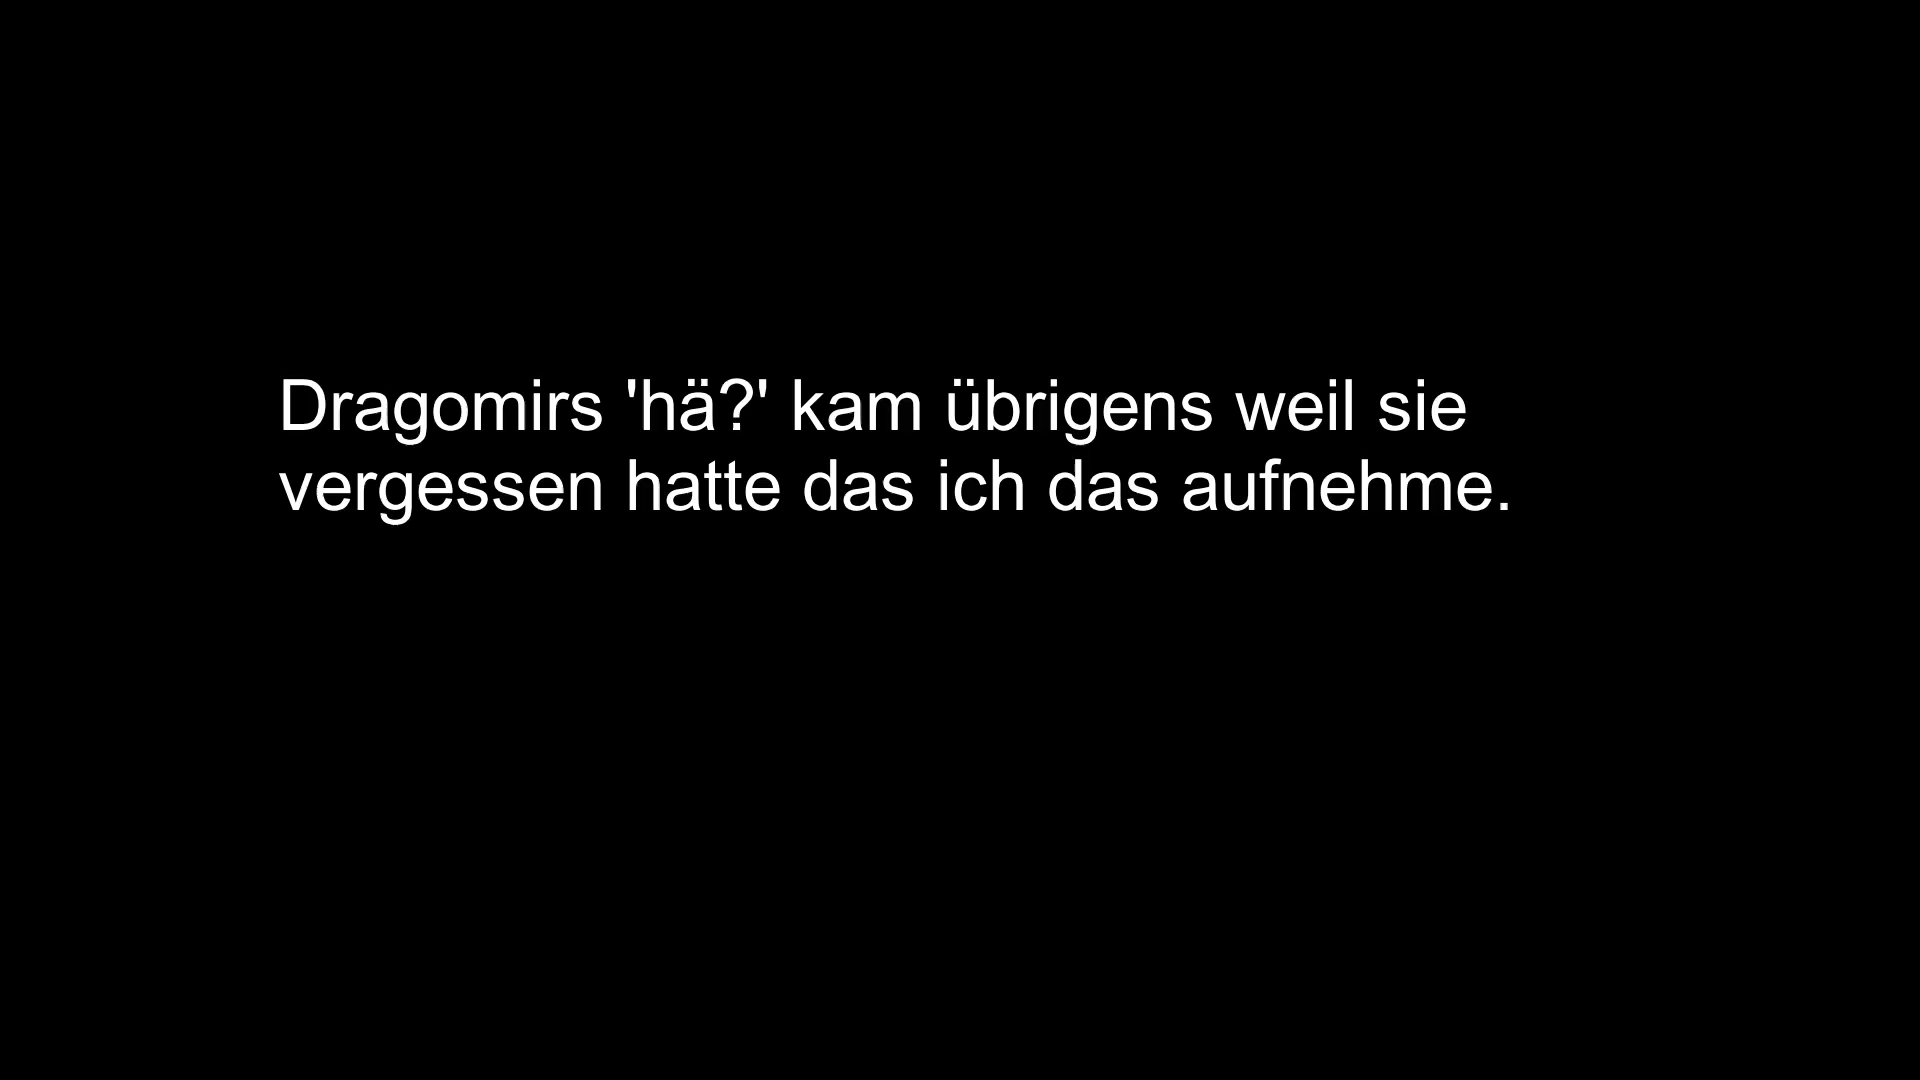 Dragomirs 'hä?' kam übrigens weil sie
vergessen hatte das ich das aufnehme.